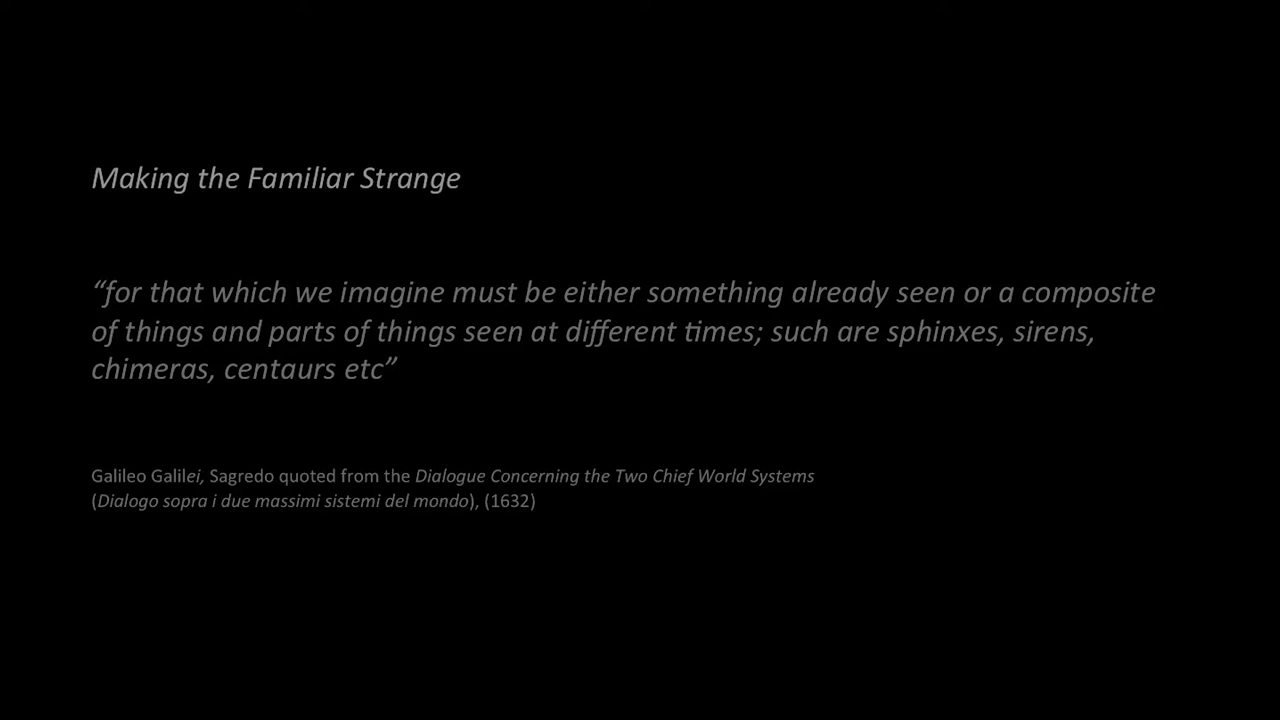 Making the Familiar Strange
“for that which we imagine must be either something already seen or a composite
of things and parts of things seen at different times; such are sphinxes, sirens,
chimeras, centaurs etc”
Galileo Galilei, Sagredo quoted from the Dialogue Concerning the Two Chief World Systems
(Dialogo sopra i due massimi sistemi del mondo), (1632)